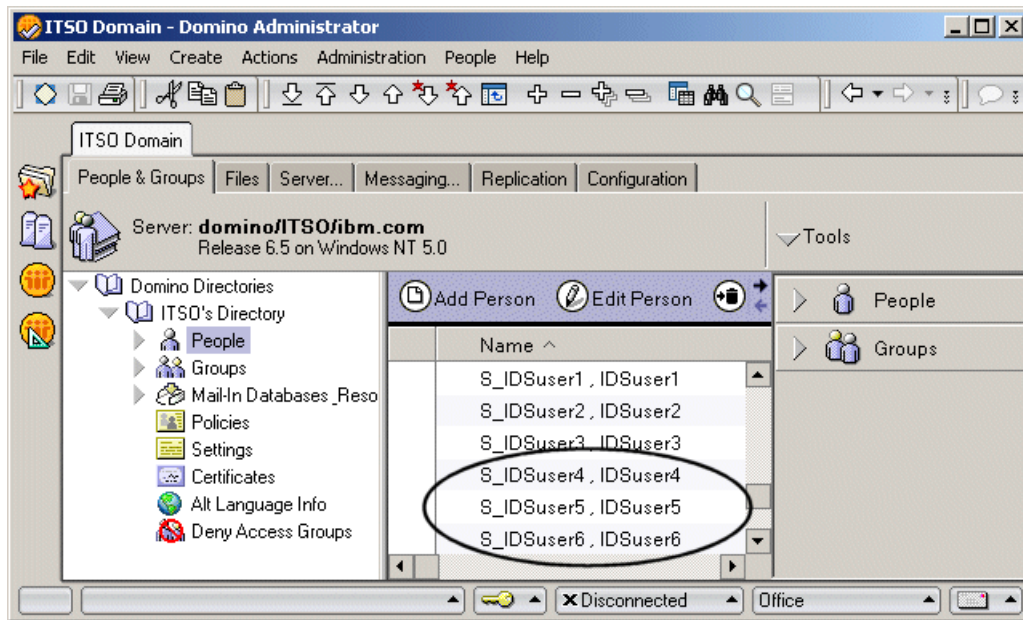 ITSO Domain - Domino Administrator
File Edit View Create Actions Administration People Help
ITSO Domain
People & Groups Files Server... Messaging... Replication Configuration
Server: domino/ITSO/ibm.com
Release 6.5 on Windows NT 5.0
Tools
Domino Directories
ITSO's Directory
People
Groups
Mail-In Databases_Reso
Policies
Settings
Certificates
Alt Language Info
Deny Access Groups
Add Person Edit Person
Name
S_IDSuser1 , IDSuser1
S_IDSuser2 , IDSuser2
S_IDSuser3 , IDSuser3
S_IDSuser4 , IDSuser4
S_IDSuser5 , IDSuser5
S_IDSuser6 , IDSuser6
People
Groups
Disconnected Office